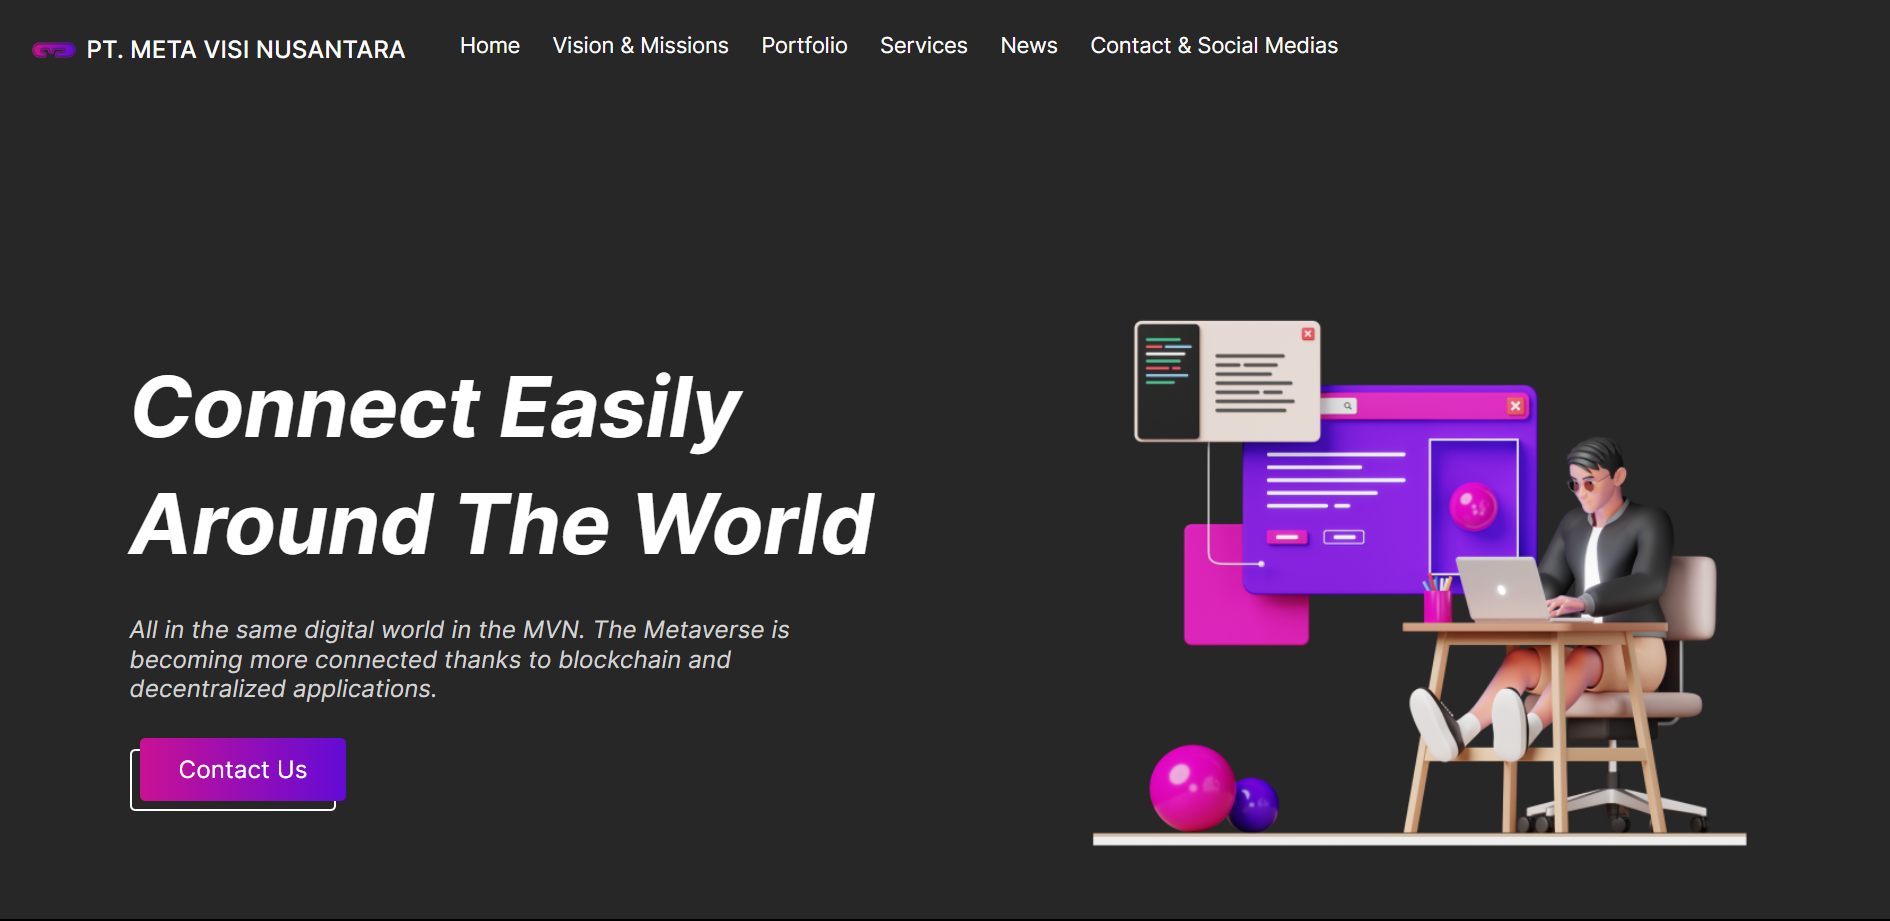 PT. META VISI NUSANTARA
Home
Vision & Missions
Portfolio
Services
News
Contact & Social Medias
Connect Easily
Around The World
All in the same digital world in the MVN. The Metaverse is
becoming more connected thanks to blockchain and
decentralized applications.
Contact Us